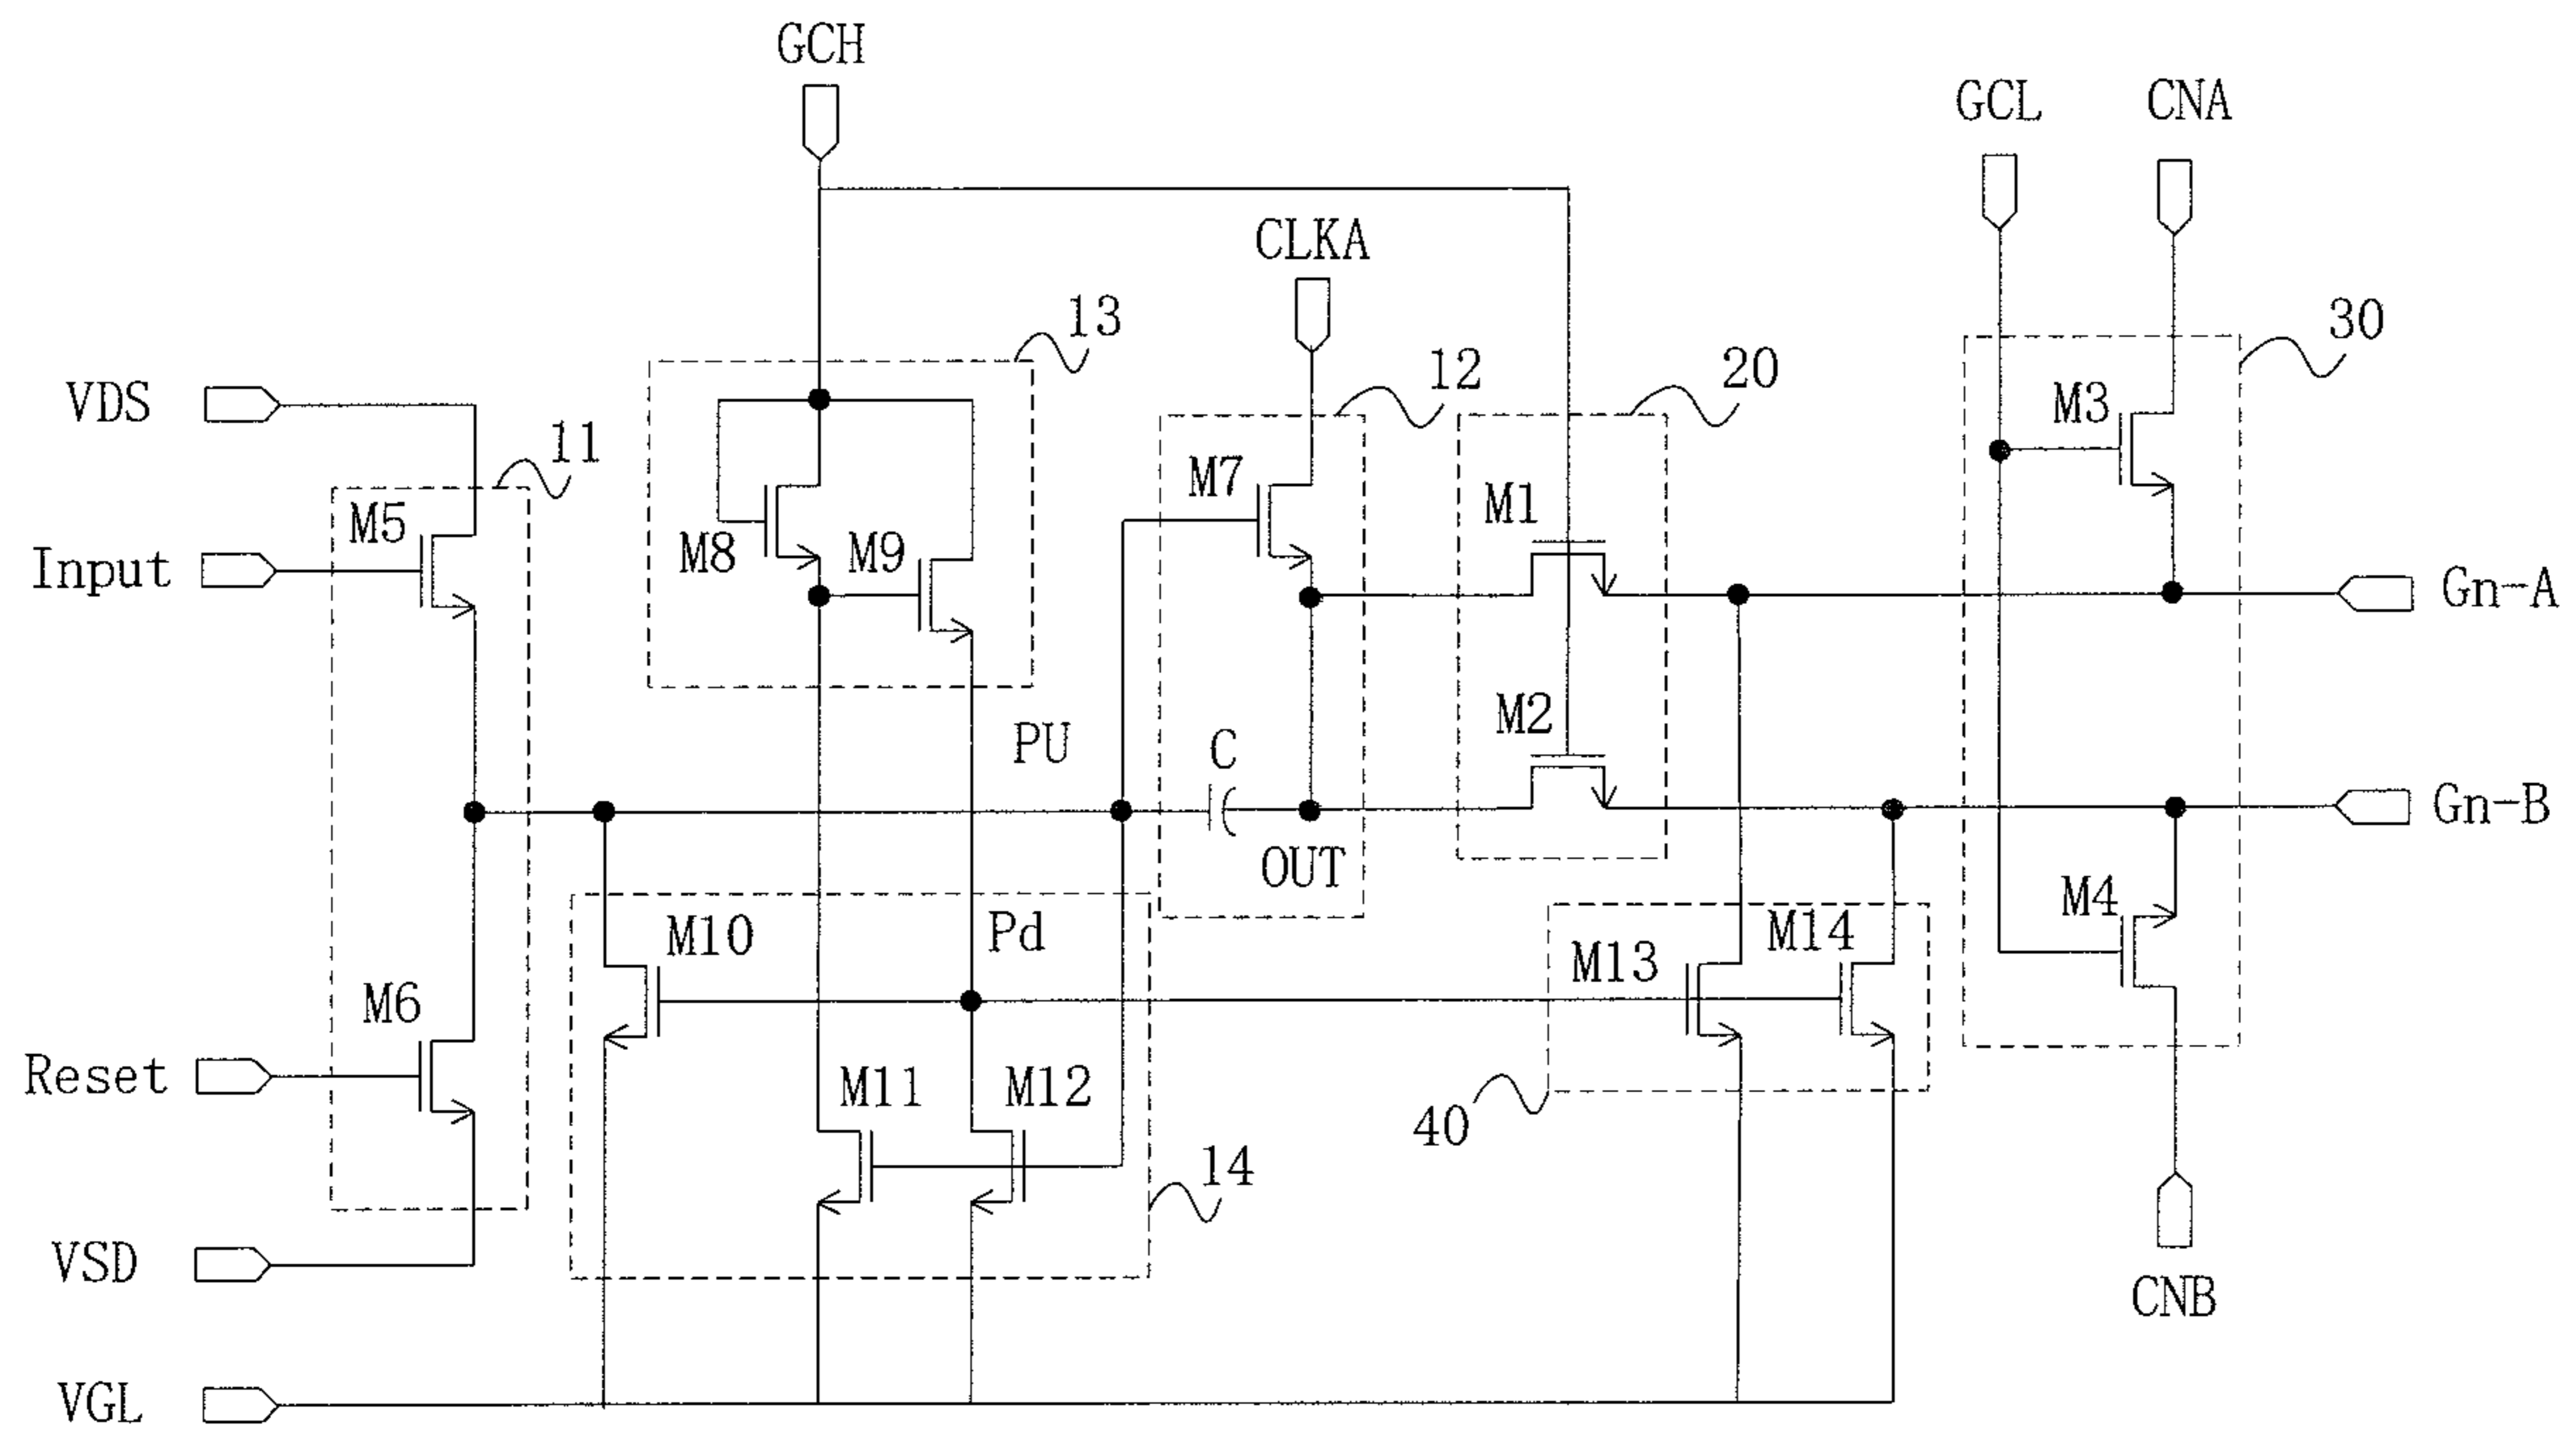 GCH
GCL
CNA
CLKA
13
30
12
20
VDS
11
M3
M5
M7
M1
M8
M9
Input
Gn-A
M2
PU
C
Gn-B
OUT
M4
M10
Pd
M13
M14
M6
Reset
M11
M12
40
14
VSD
CNB
VGL